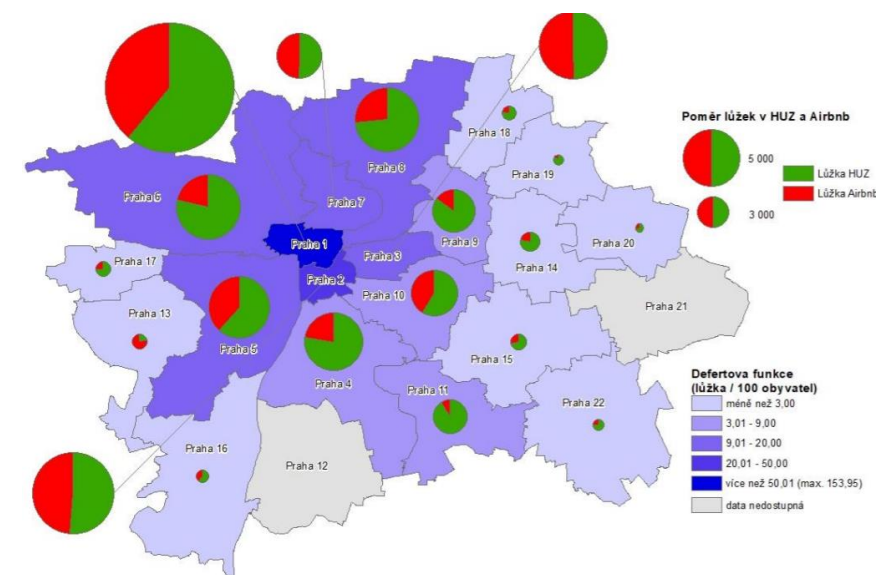 Praha 18
Poměr lůžek v HUZ a Airbnb
Praha 8
5 000
Lůžka HUZ
Praha 19
Lůžka Airbnb
Praha 6
Praha 7
3 000
Praha 9
Praha 20
Praha 1
Praha 3
Praha 17
Praha 14
Praha 2
Praha 10
Praha 21
Praha 13
Praha 5
Praha 15
Defertova funkce
(lůžka / 100 obyvatel)
Praha 4
Praha 11
méně než 3,00
Praha 22
3,01 - 9,00
9,01 - 20,00
Praha 16
Praha 12
20,01 - 50,00
více než 50,01 (max. 153,95)
data nedostupná